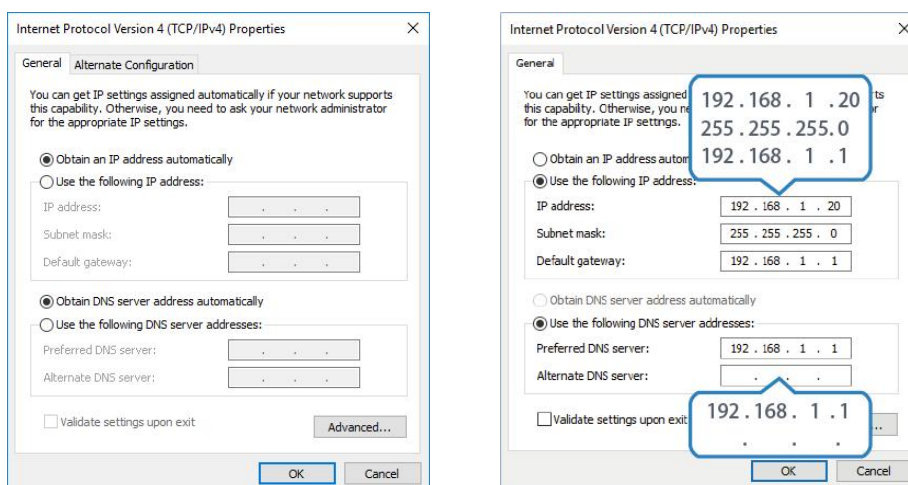 Internet Protocol Version 4 (TCP/IPv4) Properties
General
Alternate Configuration
You can get IP settings assigned automatically if your network supports
this capability. Otherwise, you need to ask your network administrator
for the appropriate IP settings.
Obtain an IP address automatically
Use the following IP address:
IP address:
. . .
Subnet mask:
. . .
Default gateway:
. . .
Obtain DNS server address automatically
Use the following DNS server addresses:
Preferred DNS server:
. . .
Alternate DNS server:
. . .
Validate settings upon exit
Advanced...
OK
Cancel
Internet Protocol Version 4 (TCP/IPv4) Properties
General
You can get IP settings assigned
this capability. Otherwise, you
for the appropriate IP settings.
192.168. 1 .20
255.255.255.0
192.168. 1 .1
Obtain an IP address
Use the following IP address:
IP address:
192 . 168 . 1 . 20
Subnet mask:
255 . 255 . 255 . 0
Default gateway:
192 . 168 . 1 . 1
Obtain DNS server address automatically
Use the following DNS server addresses:
Preferred DNS server:
192 . 168 . 1 . 1
Alternate DNS server:
. . .
Validate settings upon exit
192.168. 1 .1
. . .
...
OK
Cancel